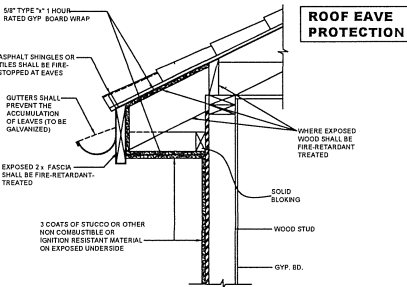 5/8" TYPE "x" 1 HOUR
RATED GYP BOARD WRAP
ROOF EAVE
PROTECTION
ASPHALT SHINGLES OR
TILES SHALL BE FIRE-
STOPPED AT EAVES
GUTTERS SHALL
PREVENT THE
ACCUMULATION
OF LEAVES (TO BE
GALVANIZED)
WHERE EXPOSED
WOOD SHALL BE
FIRE-RETARDANT
TREATED
EXPOSED 2 x FASCIA
SHALL BE FIRE-RETARDANT-
TREATED
SOLID
BLOKING
3 COATS OF STUCCO OR OTHER
NON COMBUSTIBLE OR
IGNITION RESISTANT MATERIAL
ON EXPOSED UNDERSIDE
WOOD STUD
GYP. BD.